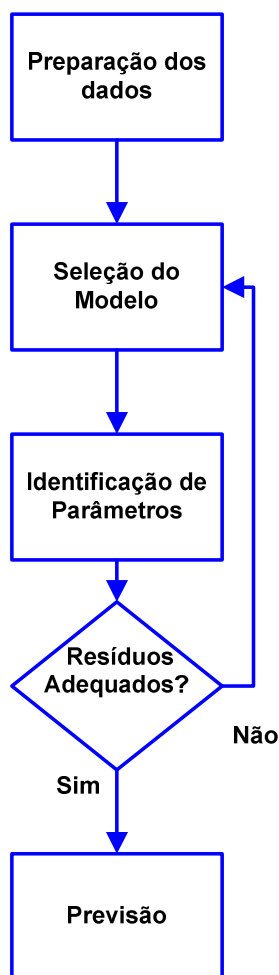 Preparação dos
dados
Seleção do
Modelo
Identificação de
Parâmetros
Resíduos
Adequados?
Não
Sim
Previsão